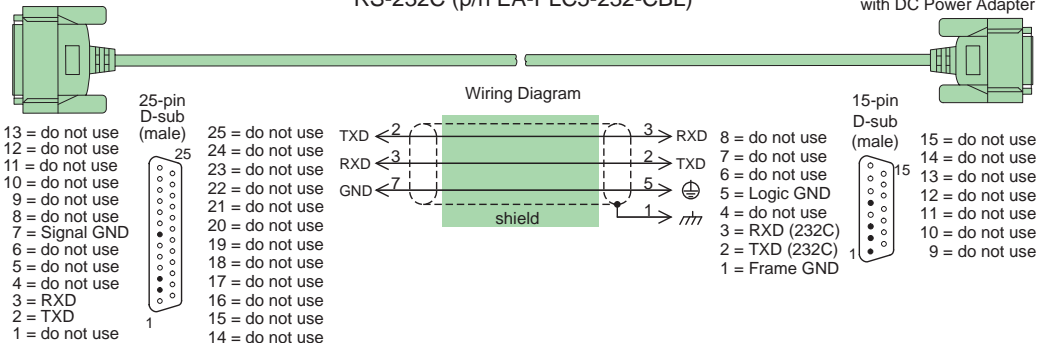 RS-232C (p/n EA-PLC5-232-CBL)
with DC Power Adapter
25-pin
D-sub
(male)
13 = do not use
12 = do not use
11 = do not use
10 = do not use
9 = do not use
8 = do not use
7 = Signal GND
6 = do not use
5 = do not use
4 = do not use
3 = RXD
2 = TXD
1 = do not use
25
1
25 = do not use
24 = do not use
23 = do not use
22 = do not use
21 = do not use
20 = do not use
19 = do not use
18 = do not use
17 = do not use
16 = do not use
15 = do not use
14 = do not use
Wiring Diagram
TXD 2 3 RXD
RXD 3 2 TXD
GND 7 5
1
shield
8 = do not use
7 = do not use
6 = do not use
5 = Logic GND
4 = do not use
3 = RXD (232C)
2 = TXD (232C)
1 = Frame GND
15-pin
D-sub
(male)
15
1
15 = do not use
14 = do not use
13 = do not use
12 = do not use
11 = do not use
10 = do not use
9 = do not use